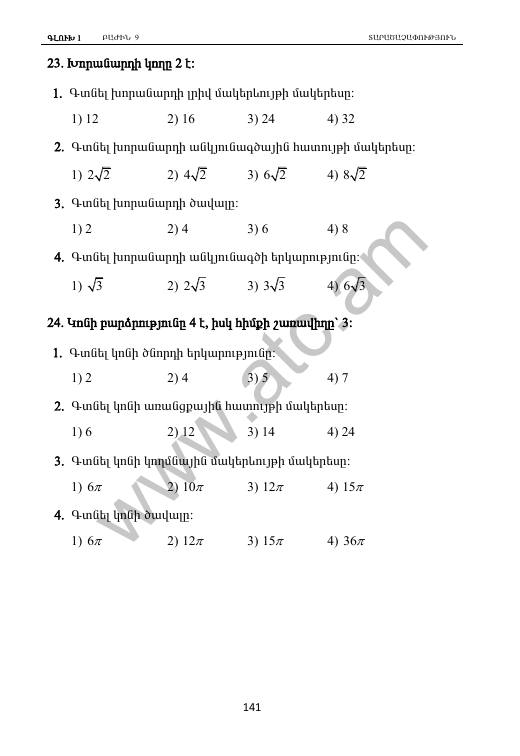 ԳԼՈՒԽ 1 ԲԱԺԻՆ 9 ՏԱՐԱԾԱՉԱՓՈՒԹՅՈՒՆ
23. Խորանարդի կողը 2 է:
1. Գտնել խորանարդի լրիվ մակերևույթի մակերեսը:
1) 12 2) 16 3) 24 4) 32
2. Գտնել խորանարդի անկյունագծային հատույթի մակերեսը:
1) 2√2 2) 4√2 3) 6√2 4) 8√2
3. Գտնել խորանարդի ծավալը:
1) 2 2) 4 3) 6 4) 8
4. Գտնել խորանարդի անկյունագծի երկարությունը:
1) √3 2) 2√3 3) 3√3 4) 6√3
24. Կոնի բարձրությունը 4 է, իսկ հիմքի շառավիղը՝ 3:
1. Գտնել կոնի ծնորդի երկարությունը:
1) 2 2) 4 3) 5 4) 7
2. Գտնել կոնի առանցքային հատույթի մակերեսը:
1) 6 2) 12 3) 14 4) 24
3. Գտնել կոնի կողմնային մակերևույթի մակերեսը:
1) 6π 2) 10π 3) 12π 4) 15π
4. Գտնել կոնի ծավալը:
1) 6π 2) 12π 3) 15π 4) 36π
www.atc.am
141